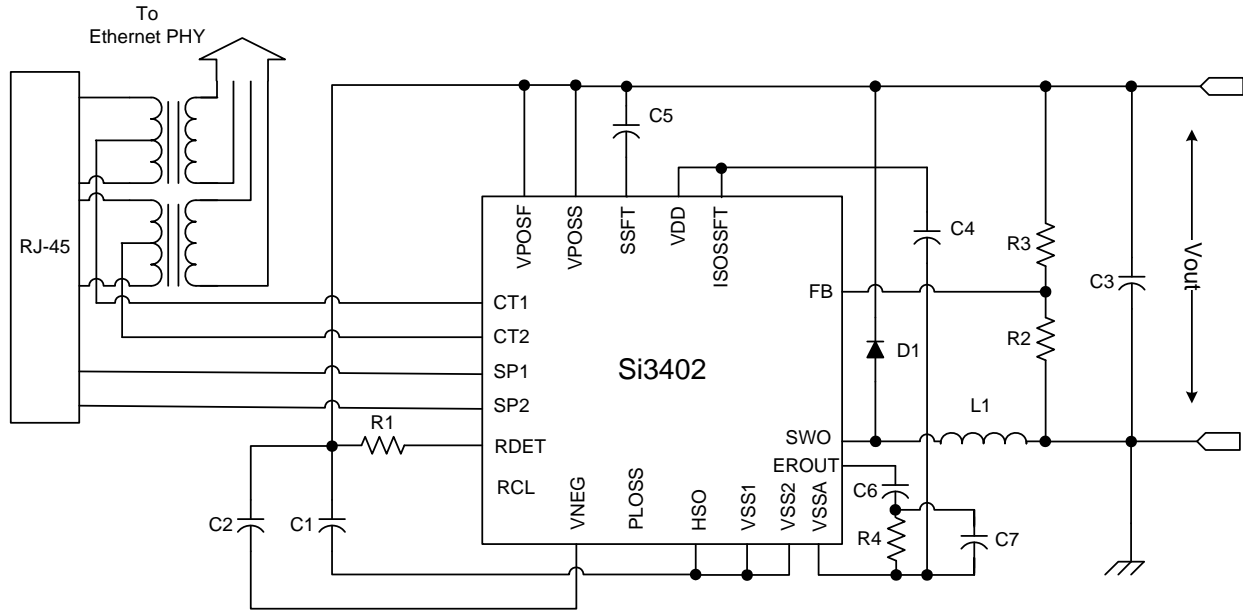 To
Ethernet PHY
RJ-45
C5
VPOSF
VPOSS
SSFT
VDD
ISOSSFT
C4
R3
C3
Vout
CT1
FB
CT2
R2
D1
SP1
Si3402
SP2
L1
R1
RDET
SWO
EROUT
RCL
VNEG
PLOSS
HSO
VSS1
VSS2
VSSA
C6
C2
C1
R4
C7